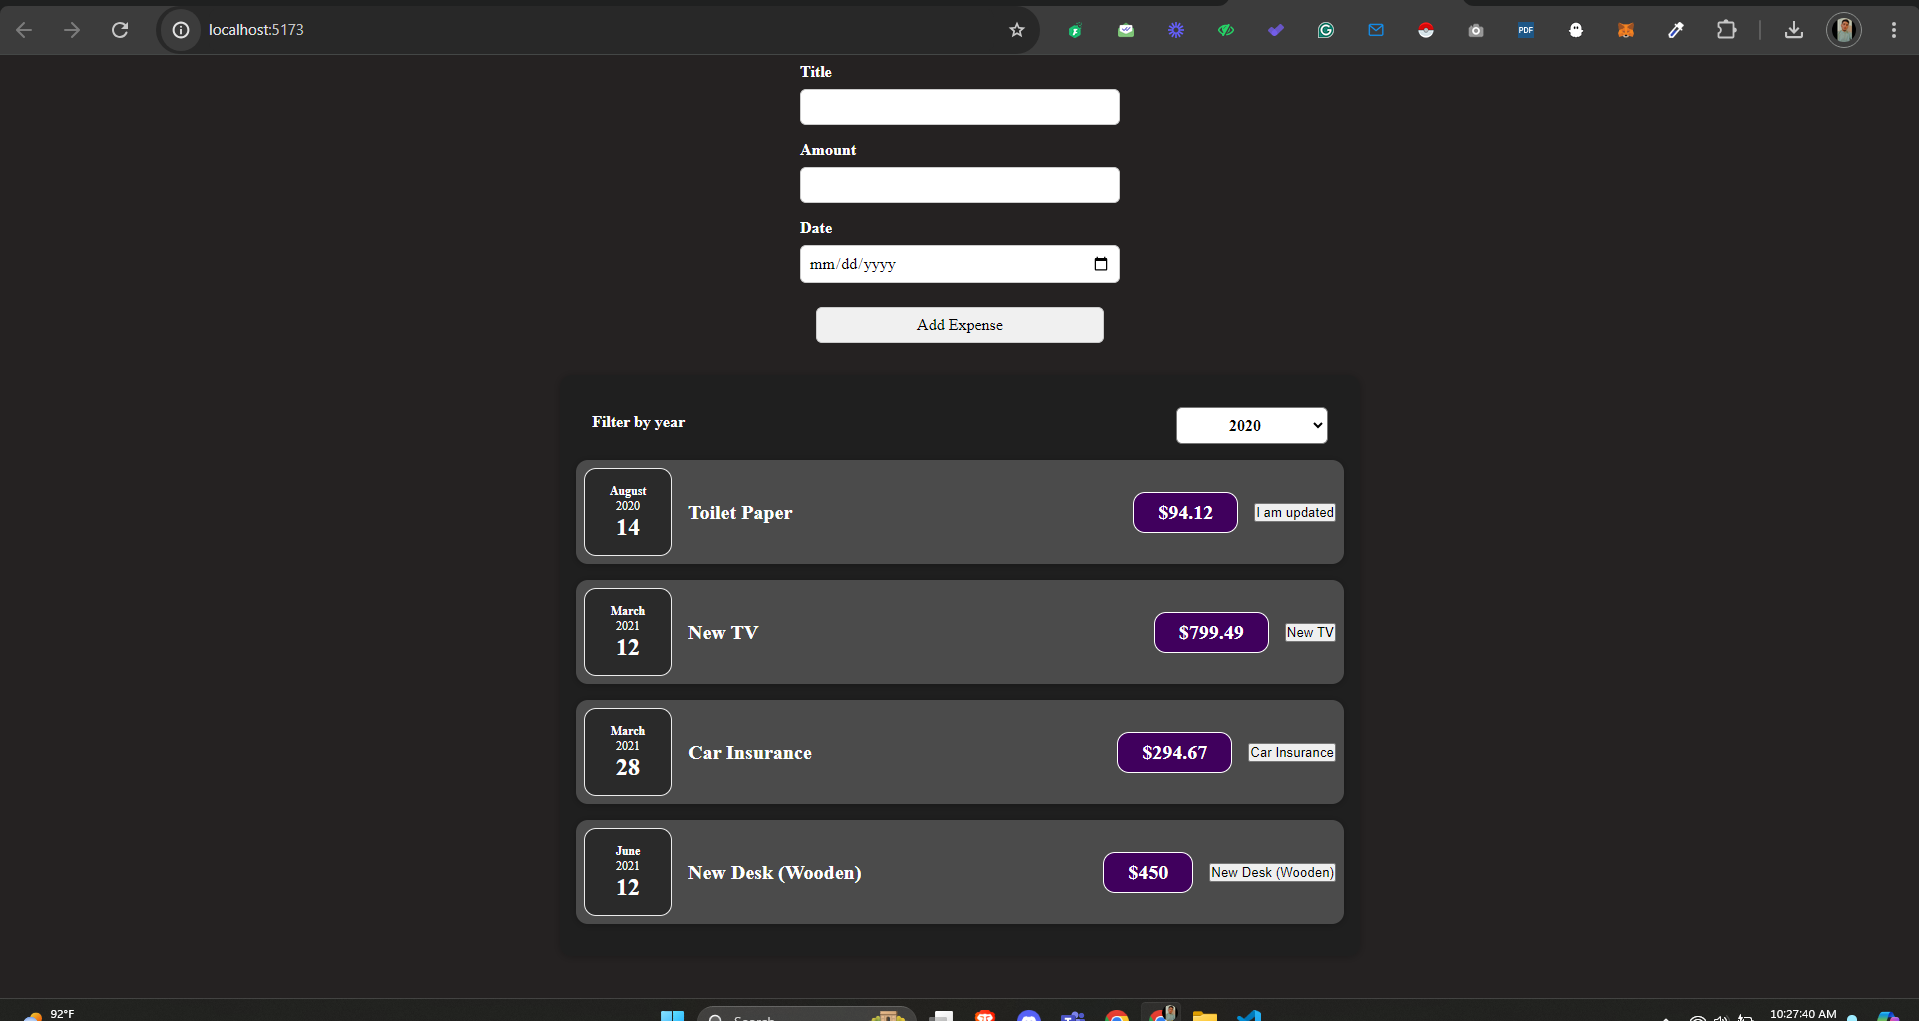 localhost:5173
PDF
Title
Amount
Date
mm/dd/yyyy
Add Expense
Filter by year
2020
August
2020
14
Toilet Paper
$94.12
I am updated
March
2021
12
New TV
$799.49
New TV
March
2021
28
Car Insurance
$294.67
Car Insurance
June
2021
12
New Desk (Wooden)
$450
New Desk (Wooden)
92°F
Search
10:27:40 AM